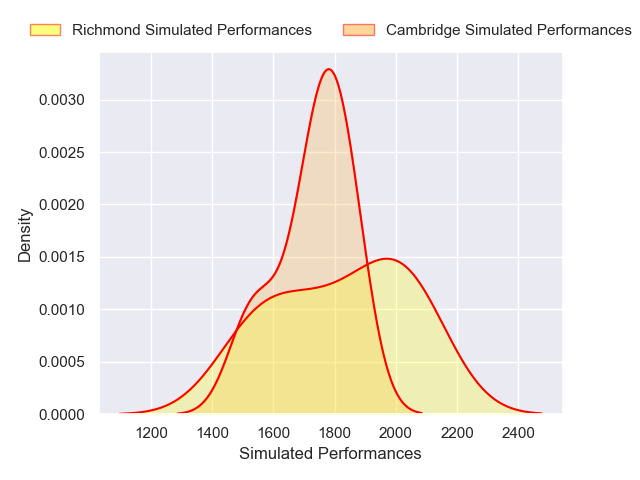 Richmond Simulated Performances
Cambridge Simulated Performances
0.0030
0.0025
0.0020
0.0015
0.0010
0.0005
0.0000
Density
1200 1400 1600 1800 2000 2200 2400
Simulated Performances